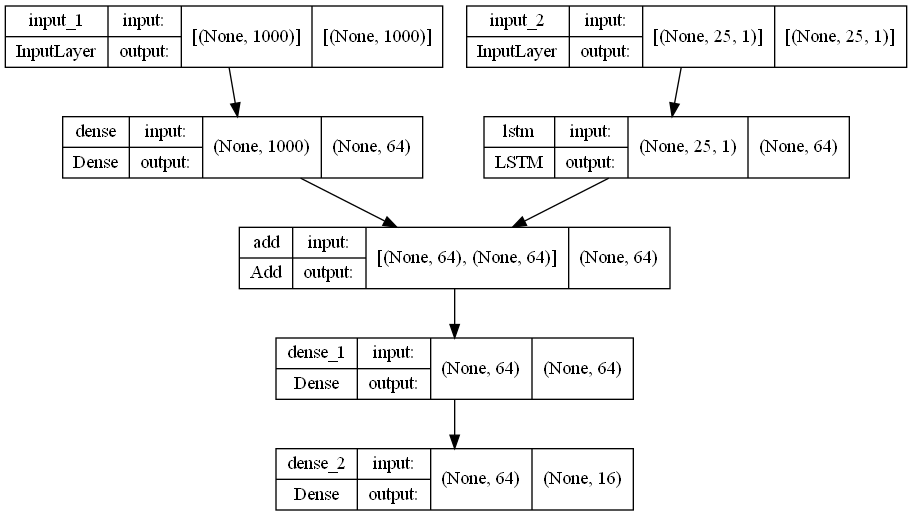 input_1 input: [(None, 1000)] [(None, 1000)]
InputLayer output:
input_2 input: [(None, 25, 1)] [(None, 25, 1)]
InputLayer output:
dense input: (None, 1000) (None, 64)
Dense output:
lstm input: (None, 25, 1) (None, 64)
LSTM output:
add input: [(None, 64), (None, 64)] (None, 64)
Add output:
dense_1 input: (None, 64) (None, 64)
Dense output:
dense_2 input: (None, 64) (None, 16)
Dense output: